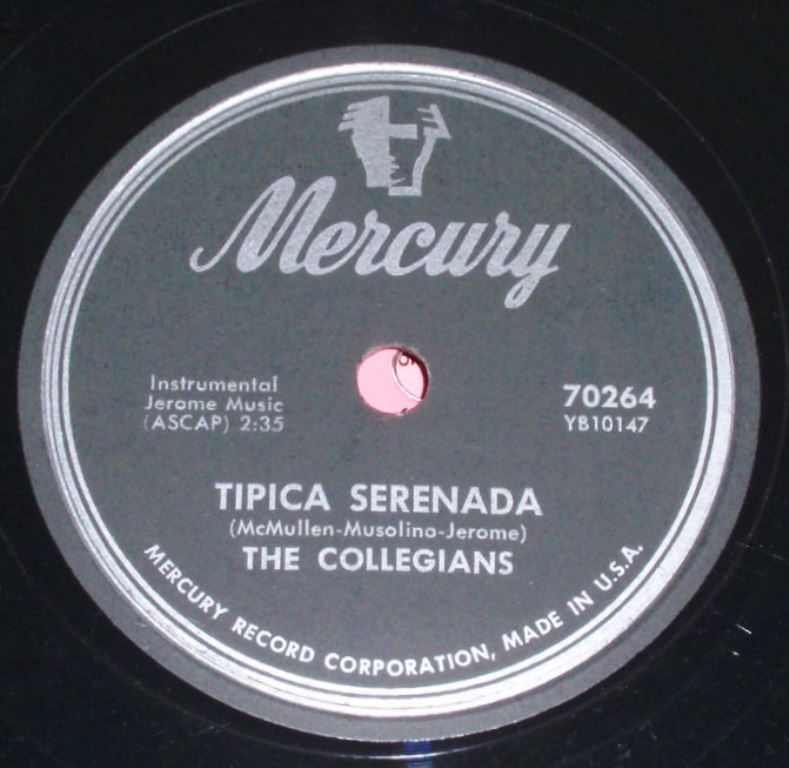 Mercury
Instrumental
Jerome Music
(ASCAP) 2:35
70264
YB10147
TIPICA SERENADA
(McMullen-Musolino-Jerome)
THE COLLEGIANS
MERCURY RECORD CORPORATION, MADE IN U.S.A.